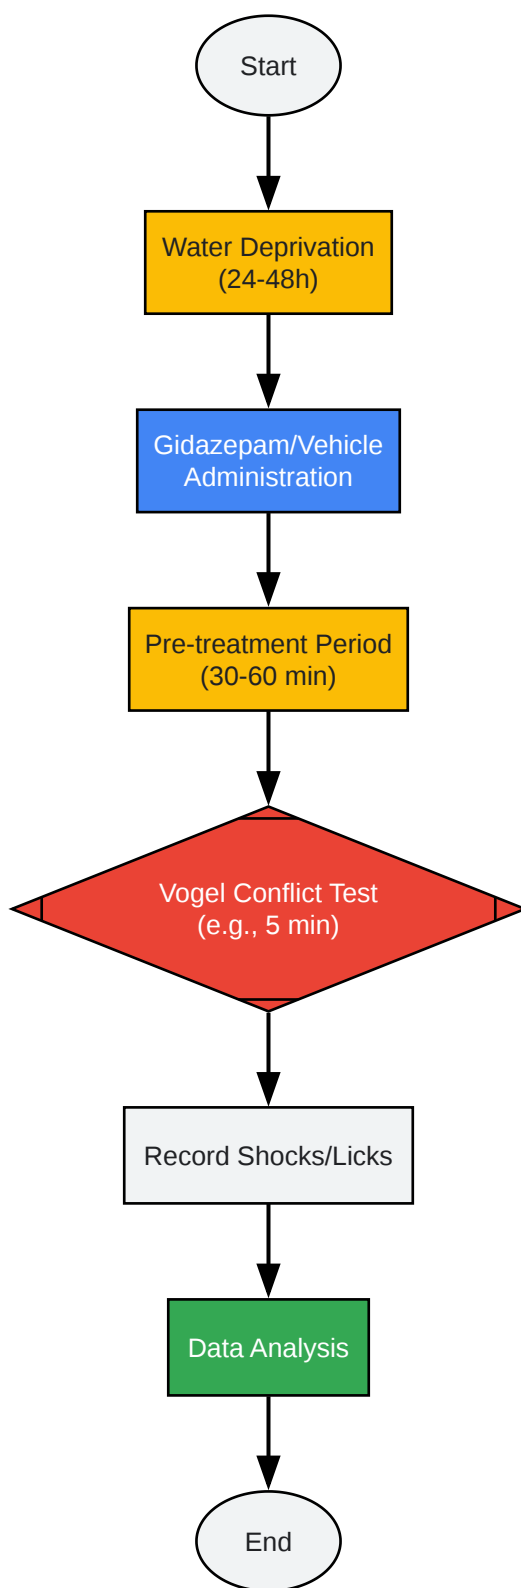 Start
Water Deprivation
(24-48h)
Gidazepam/Vehicle
Administration
Pre-treatment Period
(30-60 min)
Vogel Conflict Test
(e.g., 5 min)
Record Shocks/Licks
Data Analysis
End